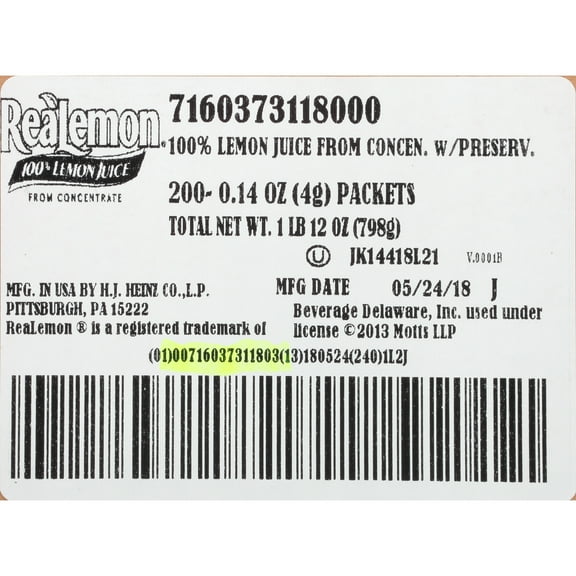 ReaLemon®
100% LEMON JUICE
FROM CONCENTRATE
7160373118000
100% LEMON JUICE FROM CONCEN. W/PRESERV.
200- 0.14 OZ (4g) PACKETS
TOTAL NET WT. 1 LB 12 OZ (798g)
U JK14418L21 V.0001B
MFG. IN USA BY H.J. HEINZ CO.,L.P. MFG DATE 05/24/18 J
PITTSBURGH, PA 15222 Beverage Delaware, Inc. used under
ReaLemon ® is a registered trademark of license ©2013 Motts LLP
(01)00716037311803(13)180524(240)1L2J